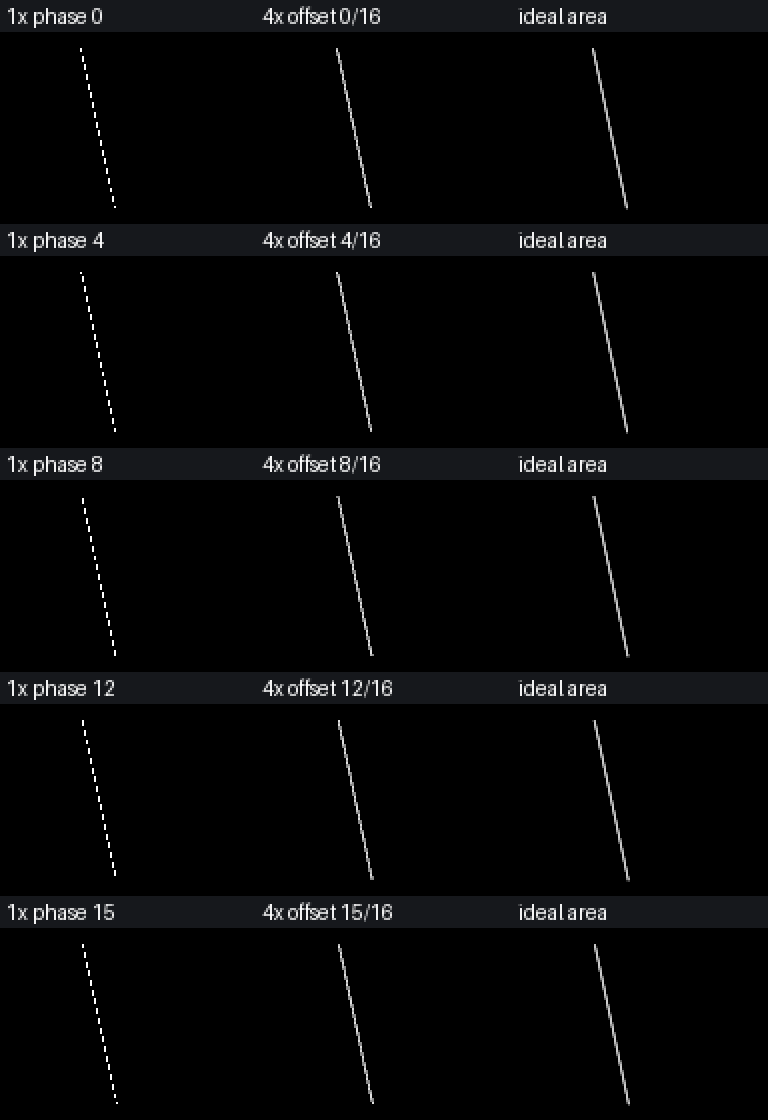 1x phase 0 4x offset 0/16 ideal area
1x phase 4 4x offset 4/16 ideal area
1x phase 8 4x offset 8/16 ideal area
1x phase 12 4x offset 12/16 ideal area
1x phase 15 4x offset 15/16 ideal area